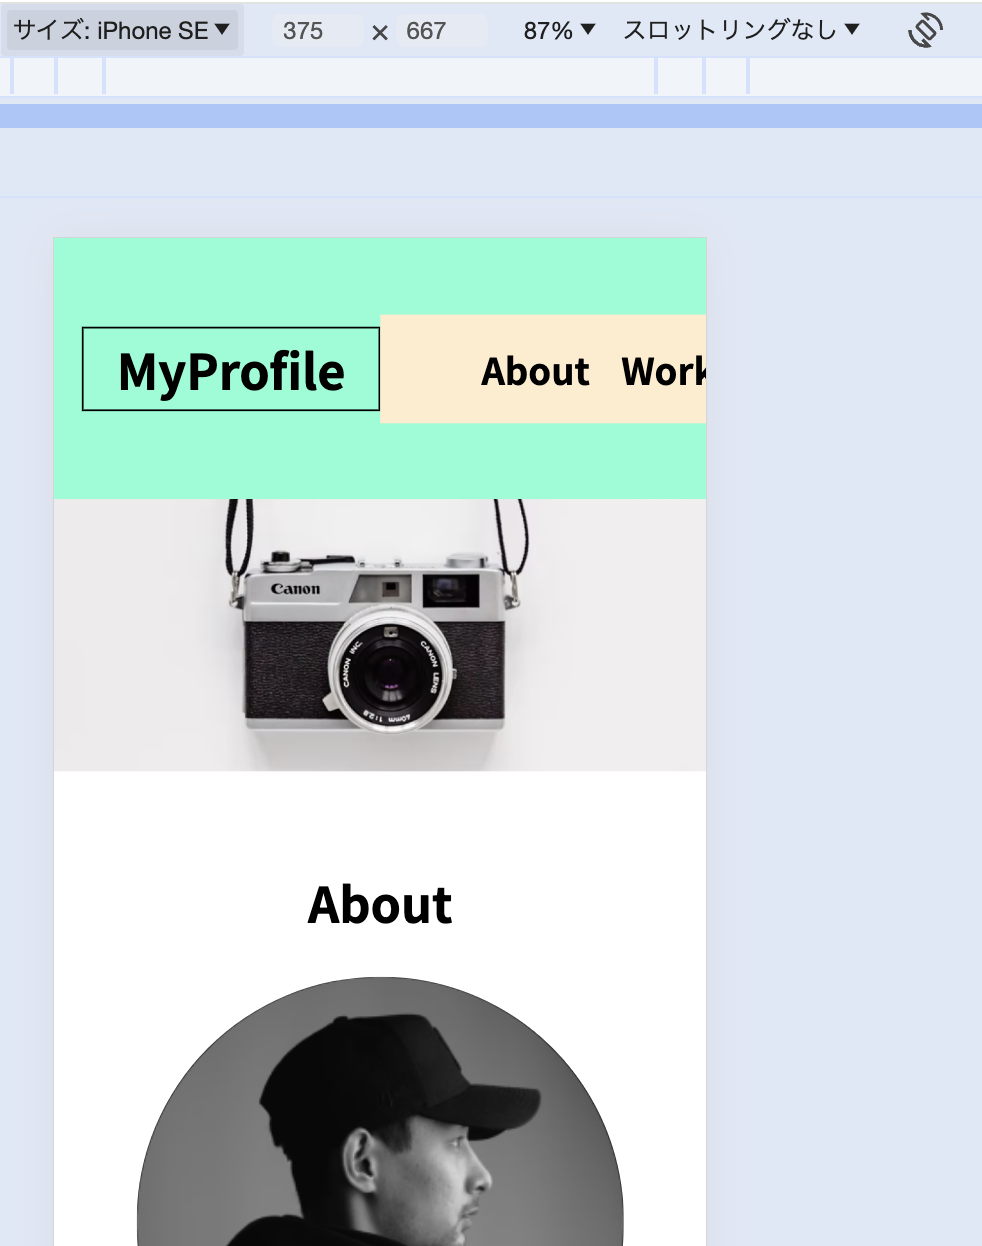 サイズ: iPhone SE ▼ 375 × 667 87% ▼ スロットリングなし ▼
MyProfile
About Work
Canon
CANON INC.
CANON LENS
40mm 1:2.8
About